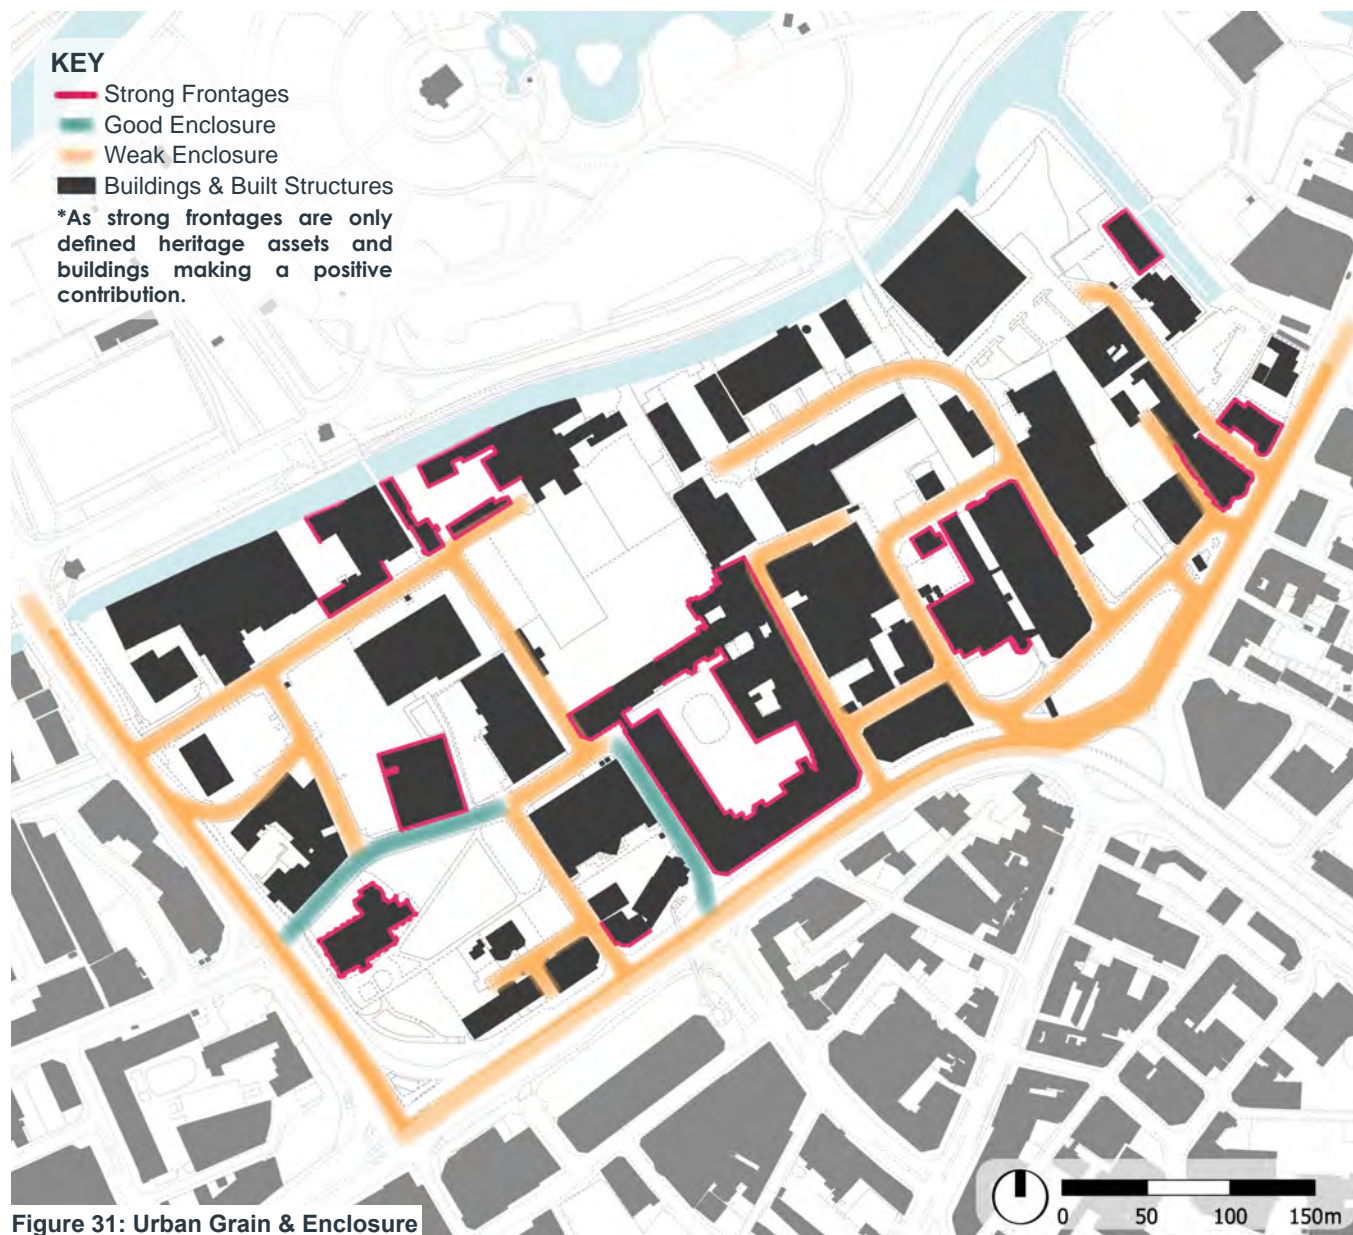 KEY
Strong Frontages
Good Enclosure
Weak Enclosure
Buildings & Built Structures
*As strong frontages are only
defined heritage assets and
buildings making a positive
contribution.
0 50 100 150m
Figure 31: Urban Grain & Enclosure